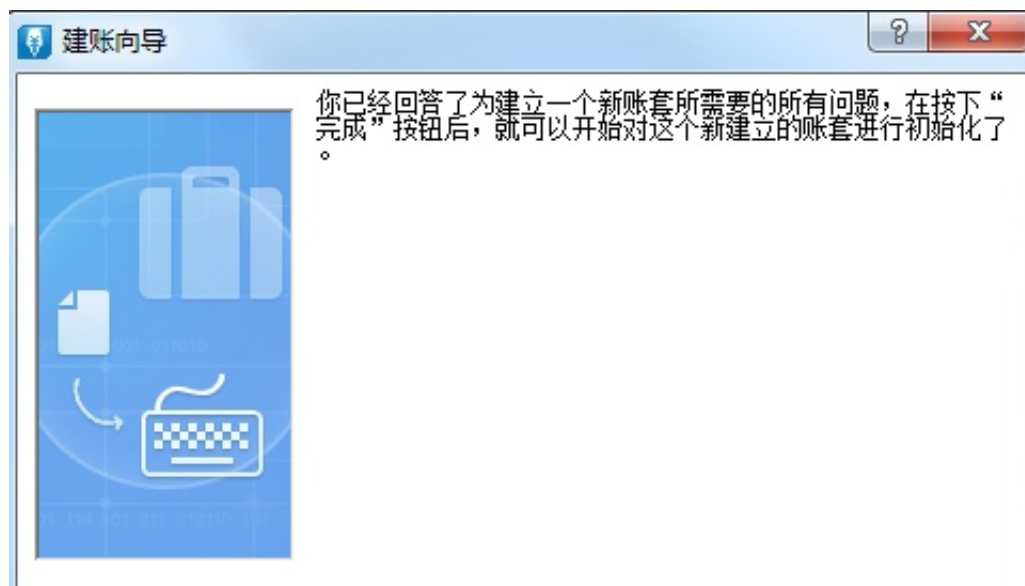 建账向导
你已经回答了为建立一个新账套所需要的所有问题，在按下“
完成”按钮后，就可以开始对这个新建立的账套进行初始化了
。